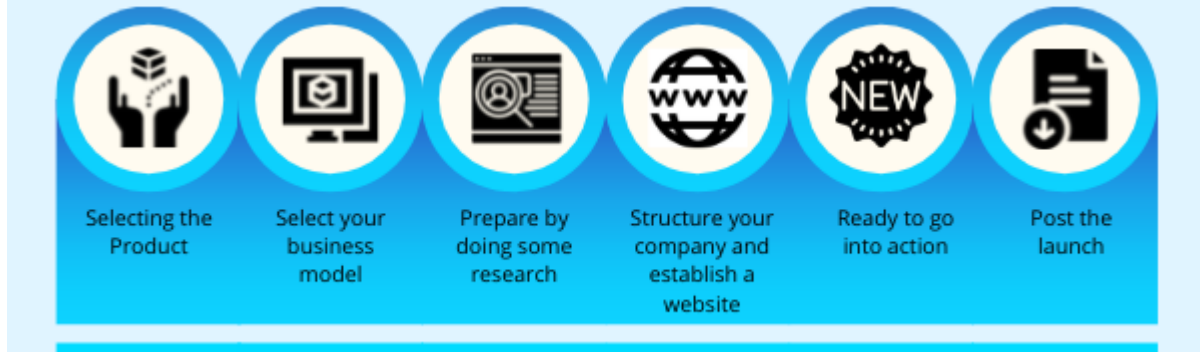 www
NEW
Selecting the
Product
Select your
business
model
Prepare by
doing some
research
Structure your
company and
establish a
website
Ready to go
into action
Post the
launch